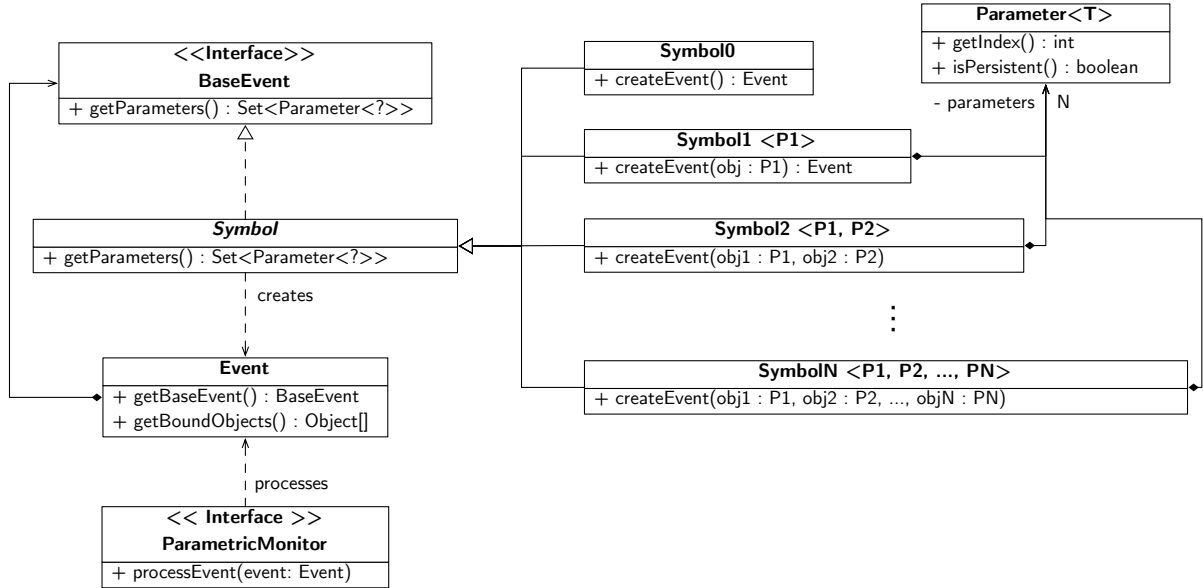 <<Interface>>
BaseEvent
+ getParameters() : Set<Parameter<?>>
Symbol
+ getParameters() : Set<Parameter<?>>
creates
Event
+ getBaseEvent() : BaseEvent
+ getBoundObjects() : Object[]
processes
<< Interface >>
ParametricMonitor
+ processEvent(event: Event)
Symbol0
+ createEvent() : Event
Symbol1 <P1>
+ createEvent(obj : P1) : Event
Symbol2 <P1, P2>
+ createEvent(obj1 : P1, obj2 : P2)
⋮
SymbolN <P1, P2, ..., PN>
+ createEvent(obj1 : P1, obj2 : P2, ..., objN : PN)
Parameter<T>
+ getIndex() : int
+ isPersistent() : boolean
- parameters N